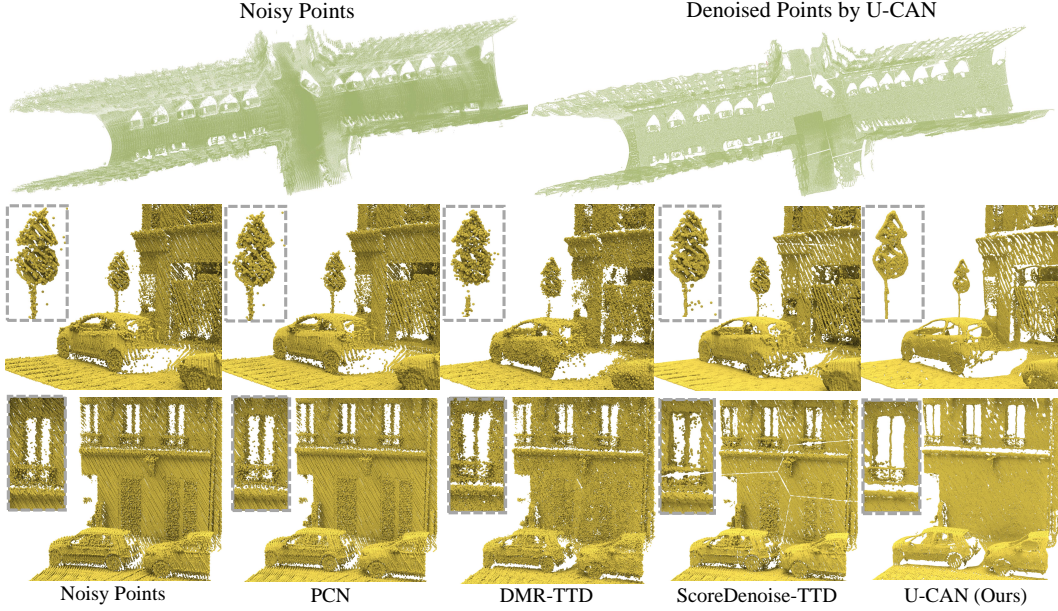 Noisy Points
Denoised Points by U-CAN
Noisy Points
PCN
DMR-TTD
ScoreDenoise-TTD
U-CAN (Ours)